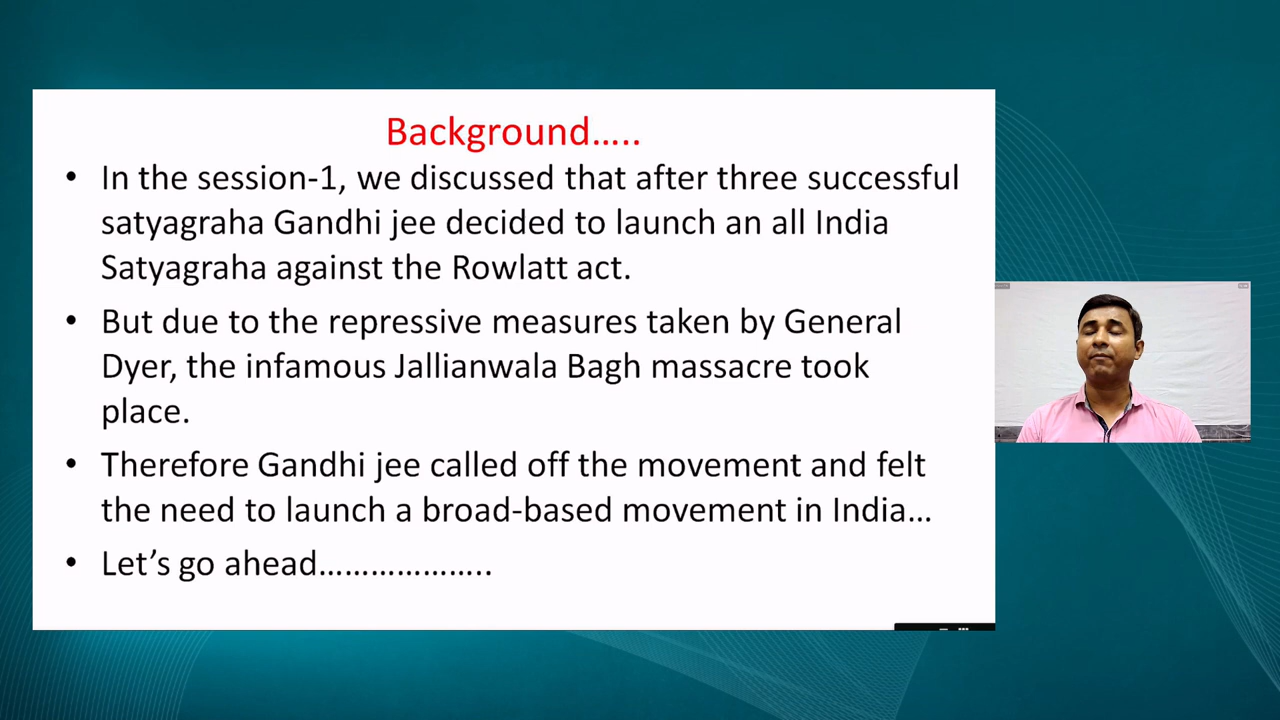 Background…..
• In the session-1, we discussed that after three successful
satyagraha Gandhi jee decided to launch an all India
Satyagraha against the Rowlatt act.
• But due to the repressive measures taken by General
Dyer, the infamous Jallianwala Bagh massacre took
place.
• Therefore Gandhi jee called off the movement and felt
the need to launch a broad-based movement in India…
• Let’s go ahead………………..